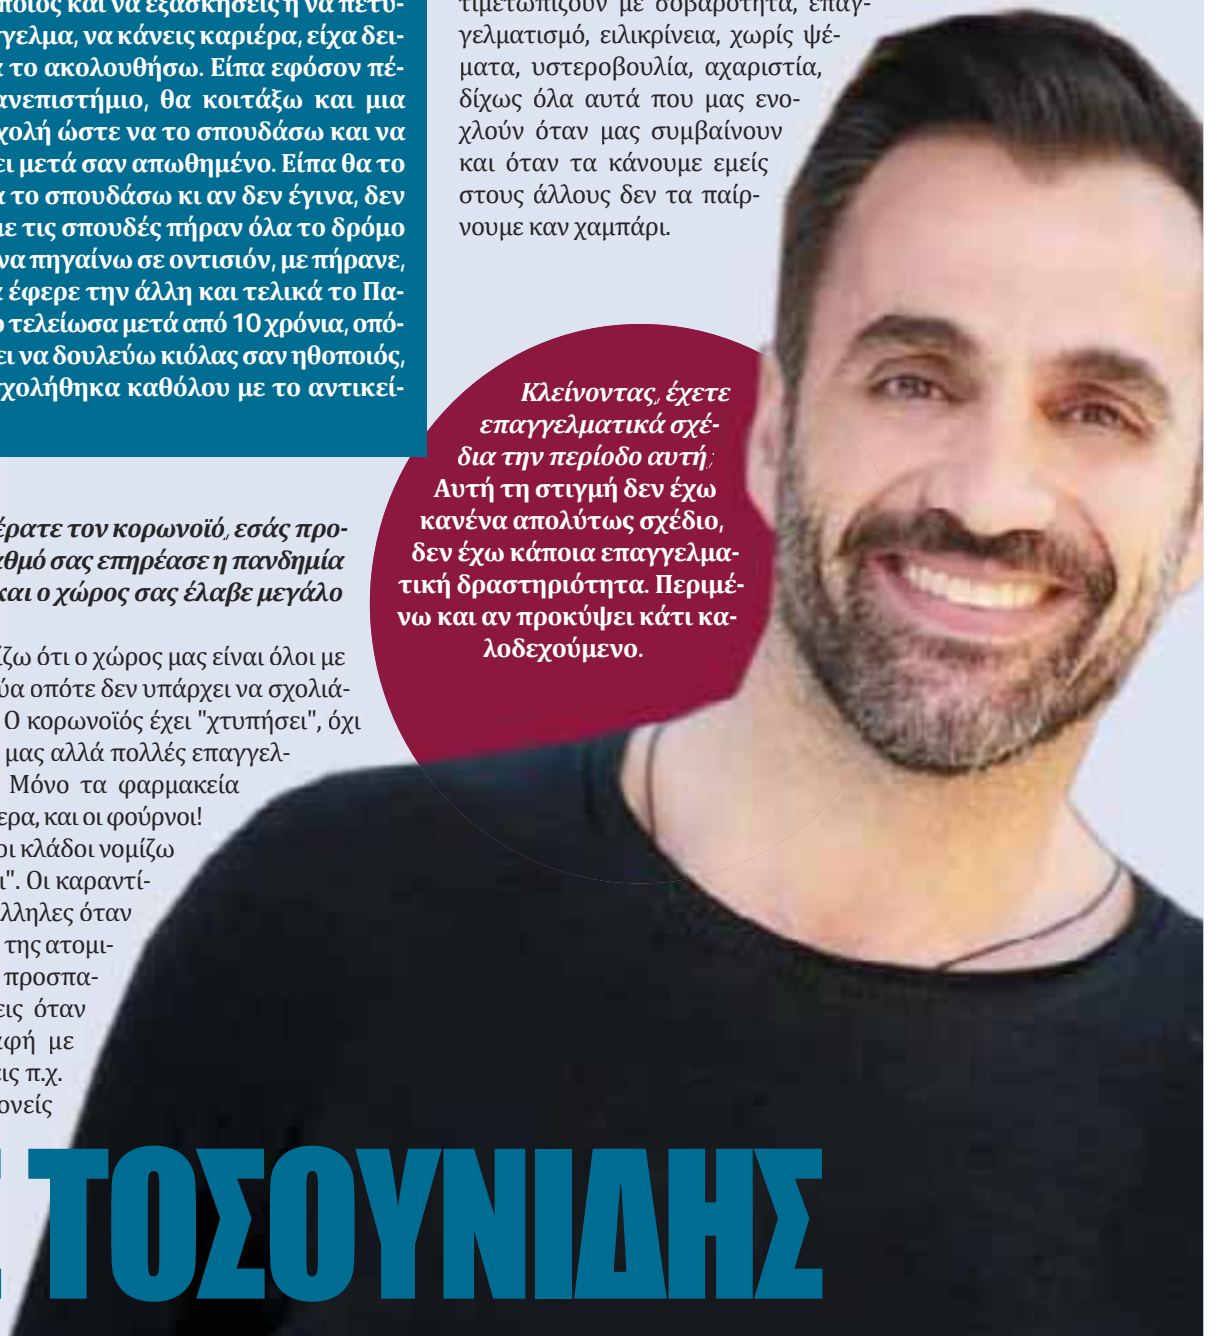 ποιός και να εξασκήσεις ή να πετύ-
γγελμα, να κάνεις καριέρα, είχα δει-
α το ακολουθήσω. Είπα εφόσον πέ-
ανεπιστήμιο, θα κοιτάξω και μια
χολή ώστε να το σπουδάσω και να
ει μετά σαν απωθημένο. Είπα θα το
α το σπουδάσω κι αν δεν έγινα, δεν
με τις σπουδές πήραν όλα το δρόμο
να πηγαίνω σε οντισιόν, με πήρανε,
α έφερε την άλλη και τελικά το Πα-
ο τελείωσα μετά από 10 χρόνια, οπό-
ει να δουλεύω κιόλας σαν ηθοποιός,
σχολήθηκα καθόλου με το αντικεί-
έρατε τον κορωνοϊό, εσάς προ-
θμό σας επηρέασε η πανδημία
και ο χώρος σας έλαβε μεγάλο
ίζω ότι ο χώρος μας είναι όλοι με
ύα οπότε δεν υπάρχει να σχολιά-
Ο κορωνοϊός έχει "χτυπήσει", όχι
μας αλλά πολλές επαγγελ-
Μόνο τα φαρμακεία
ερα, και οι φούρνοι!
οι κλάδοι νομίζω
ι". Οι καραντί-
λληλες όταν
της ατομι-
προσπα-
εις όταν
φή με
εις π.χ.
ονείς
τιμετωπίζουν με σοβαρότητα, επαγ-
γελματισμό, ειλικρίνεια, χωρίς ψέ-
ματα, υστεροβουλία, αχαριστία,
δίχως όλα αυτά που μας ενο-
χλούν όταν μας συμβαίνουν
και όταν τα κάνουμε εμείς
στους άλλους δεν τα παίρ-
νουμε καν χαμπάρι.
Κλείνοντας, έχετε
επαγγελματικά σχέ-
δια την περίοδο αυτή;
Αυτή τη στιγμή δεν έχω
κανένα απολύτως σχέδιο,
δεν έχω κάποια επαγγελμα-
τική δραστηριότητα. Περιμέ-
νω και αν προκύψει κάτι κα-
λοδεχούμενο.
Σ ΤΟΣΟΥΝΙΔΗΣ